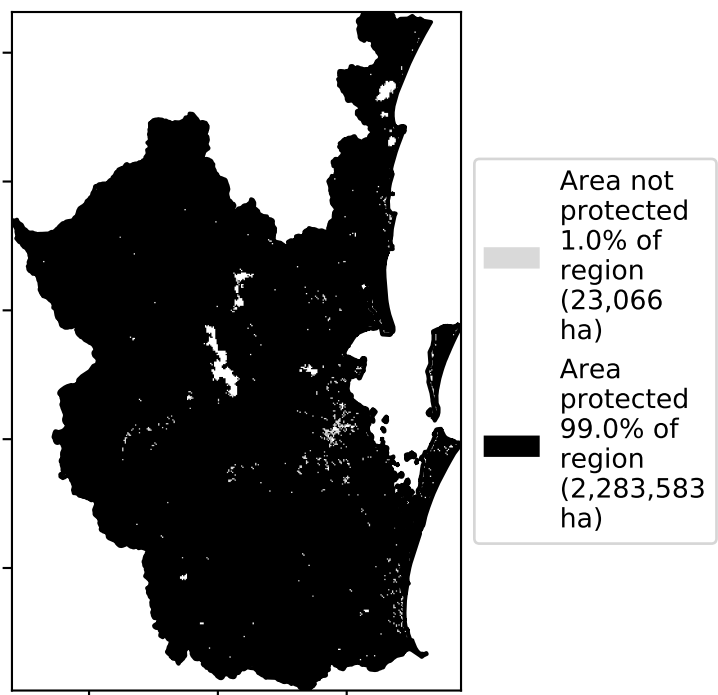 Area not
protected
1.0% of
region
(23,066
ha)
Area
protected
99.0% of
region
(2,283,583
ha)